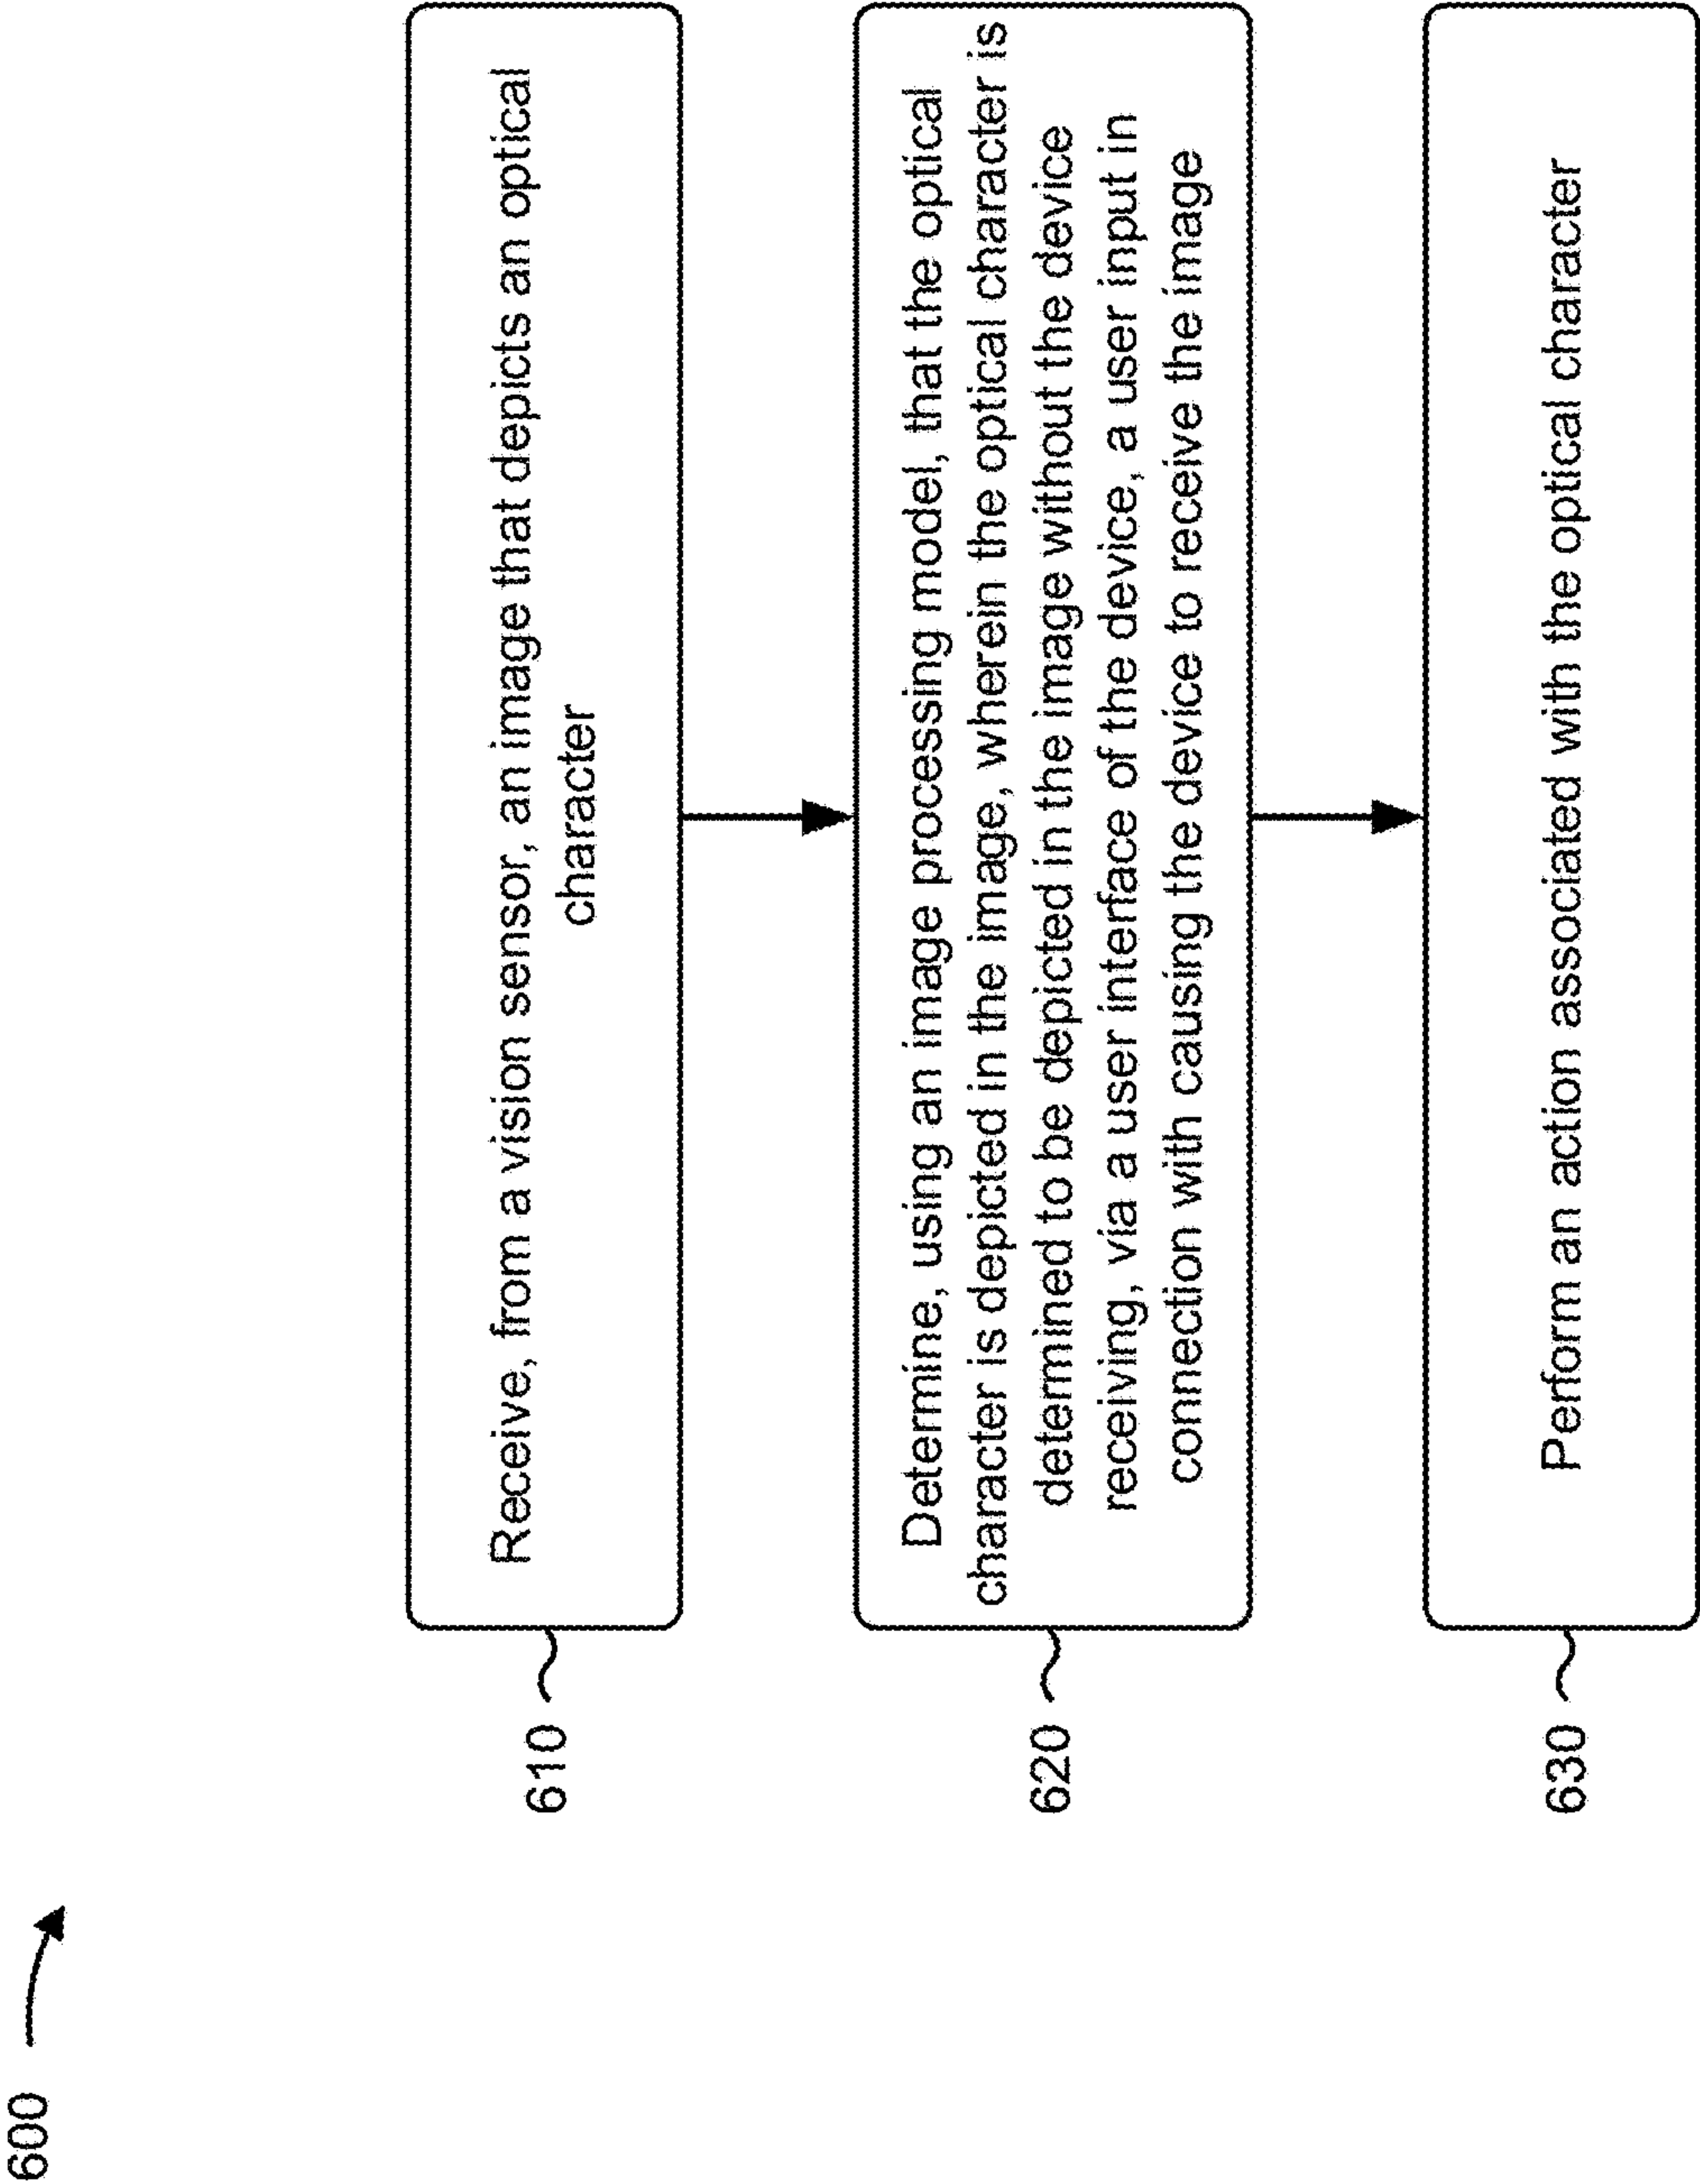 600
610
Receive, from a vision sensor, an image that depicts an optical
character
620
Determine, using an image processing model, that the optical
character is depicted in the image, wherein the optical character is
determined to be depicted in the image without the device
receiving, via a user interface of the device, a user input in
connection with causing the device to receive the image
630
Perform an action associated with the optical character